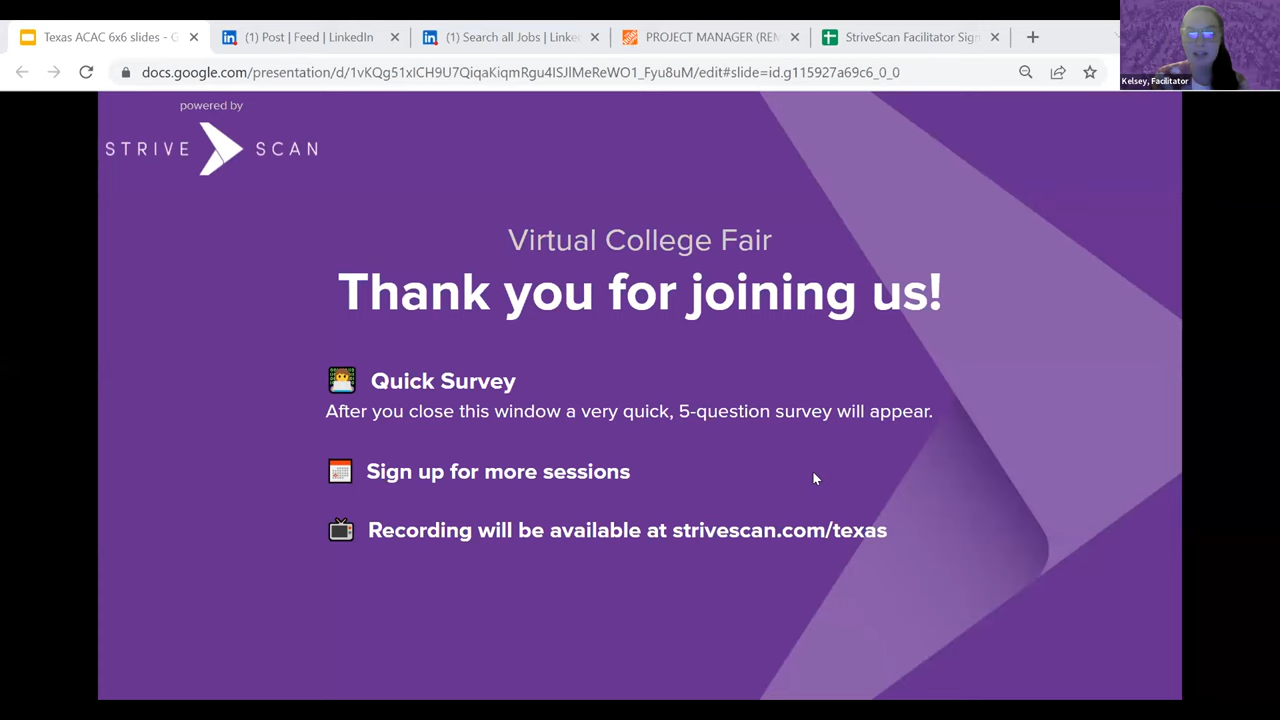 Texas ACAC 6x6 slides - G
(1) Post | Feed | LinkedIn
(1) Search all Jobs | Linke
PROJECT MANAGER (REM
StriveScan Facilitator Sign
docs.google.com/presentation/d/1vKQg51xICH9U7QiqaKiqmRgu4ISJlMeReWO1_Fyu8uM/edit#slide=id.g115927a69c6_0_0
Kelsey, Facilitator
powered by
STRIVE SCAN
Virtual College Fair
Thank you for joining us!
Quick Survey
After you close this window a very quick, 5-question survey will appear.
Sign up for more sessions
Recording will be available at strivescan.com/texas